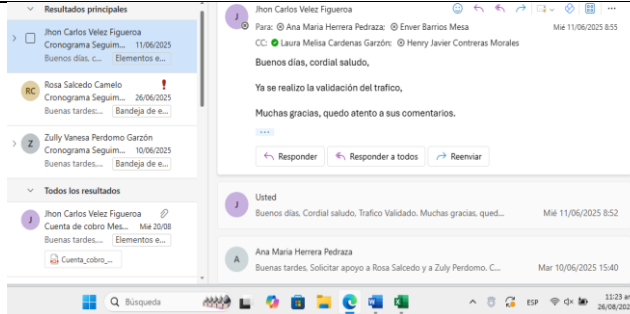 Resultados principales
Jhon Carlos Velez Figueroa
Cronograma Seguim... 11/06/2025
Buenos días, c... Elementos e...
RC
Rosa Salcedo Camelo
Cronograma Seguim... 26/06/2025
Buenas tardes:... Bandeja de e...
Z
Zully Vanesa Perdomo Garzón
Cronograma Seguim... 10/06/2025
Buenas tardes:... Bandeja de e...
Todos los resultados
J
Jhon Carlos Velez Figueroa
Cuenta de cobro Mes... Mié 20/08
Buenas tardes:... Elementos e...
Cuenta_cobro_...
J
Jhon Carlos Velez Figueroa
Para: Ana Maria Herrera Pedraza; Enver Barrios Mesa
Mié 11/06/2025 8:55
CC: Laura Melisa Cardenas Garzón; Henry Javier Contreras Morales
Buenos días, cordial saludo,
Ya se realizo la validación del trafico,
Muchas gracias, quedo atento a sus comentarios.
Responder Responder a todos Reenviar
J
Usted
Buenos días, Cordial saludo, Trafico Validado. Muchas gracias, qued... Mié 11/06/2025 8:52
A
Ana Maria Herrera Pedraza
Buenas tardes. Solicitar apoyo a Rosa Salcedo y a Zuly Perdomo. C... Mar 10/06/2025 15:40
Búsqueda
ESP
11:23 a
26/08/202